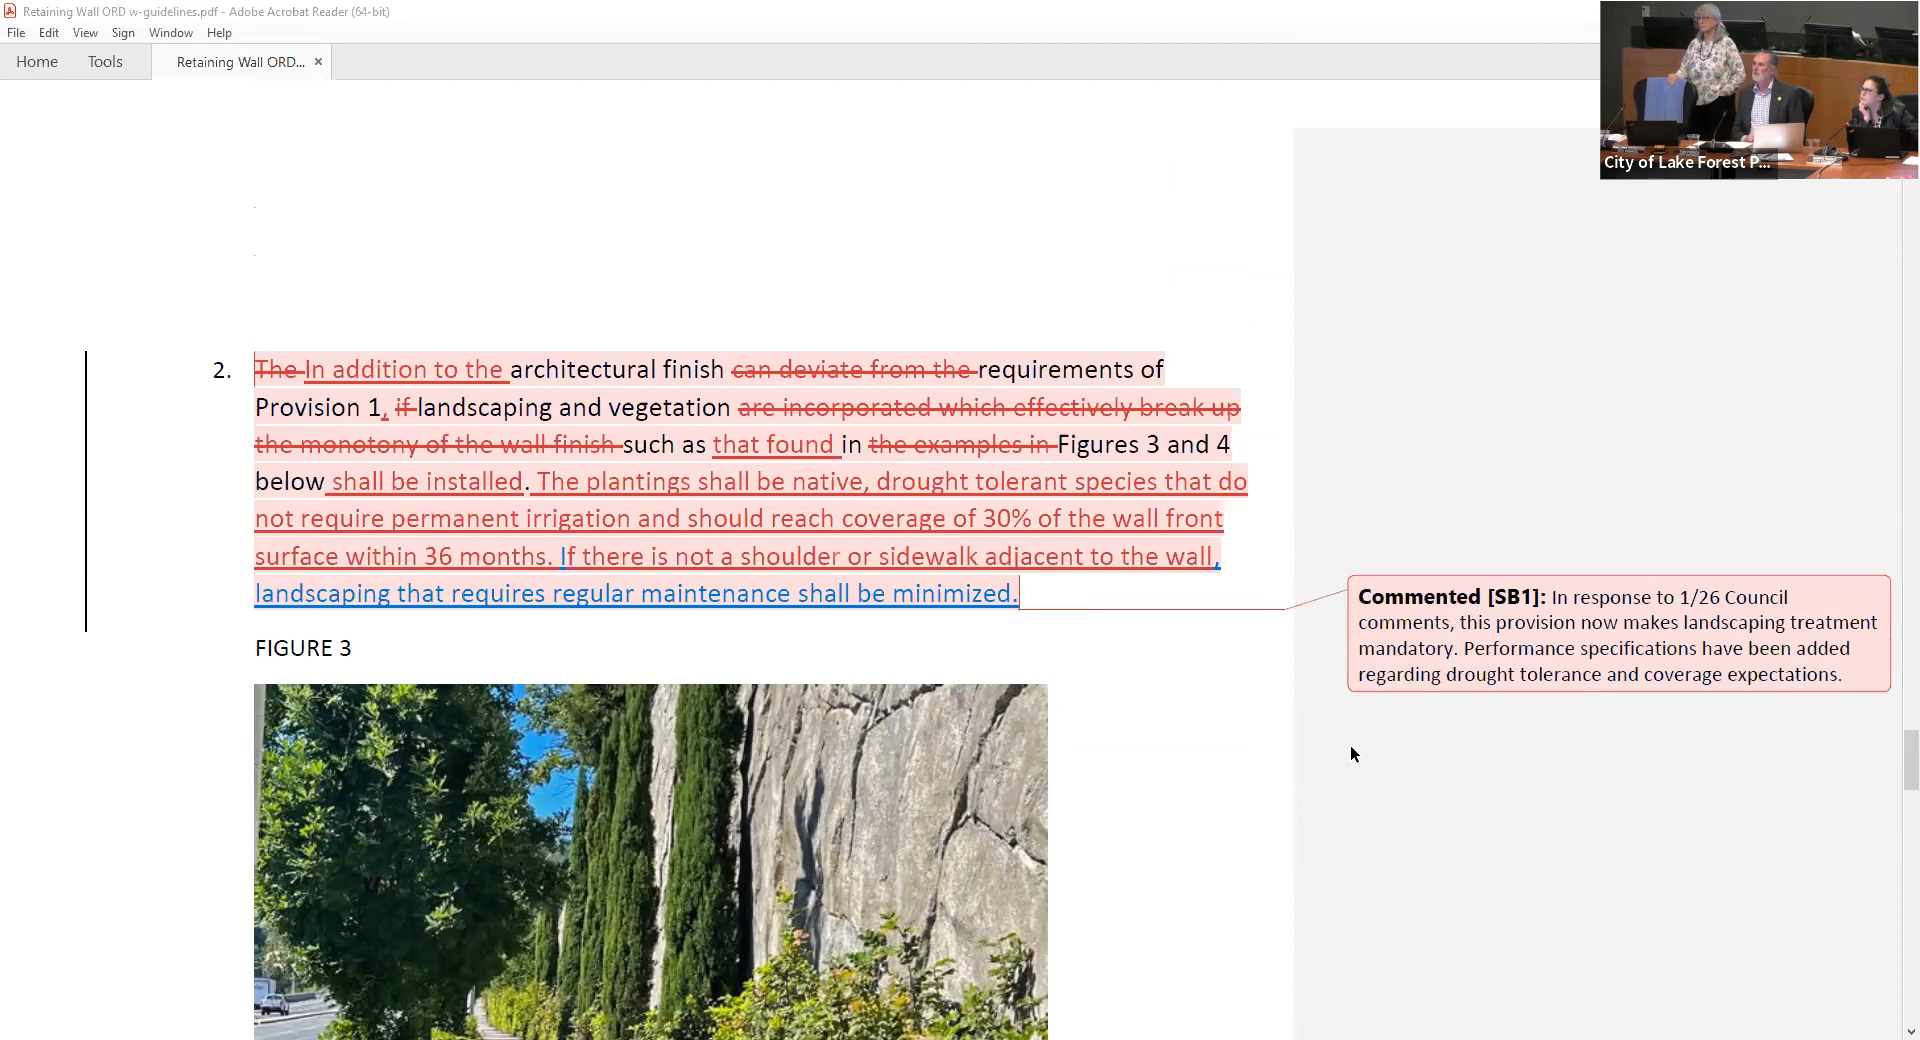 Retaining Wall ORD w-guidelines.pdf - Adobe Acrobat Reader (64-bit)
File Edit View Sign Window Help
Home Tools Retaining Wall ORD... ×
City of Lake Forest P...
2. The In addition to the architectural finish can deviate from the requirements of
Provision 1, if landscaping and vegetation are incorporated which effectively break up
the monotony of the wall finish such as that found in the examples in Figures 3 and 4
below shall be installed. The plantings shall be native, drought tolerant species that do
not require permanent irrigation and should reach coverage of 30% of the wall front
surface within 36 months. If there is not a shoulder or sidewalk adjacent to the wall,
landscaping that requires regular maintenance shall be minimized.
Commented [SB1]: In response to 1/26 Council
comments, this provision now makes landscaping treatment
mandatory. Performance specifications have been added
regarding drought tolerance and coverage expectations.
FIGURE 3